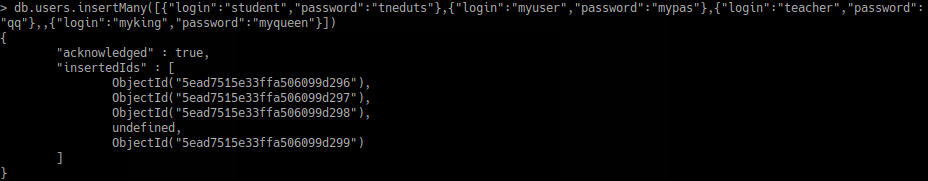 > db.users.insertMany([{"login":"student","password":"tneduts"},{"login":"myuser","password":"mypas"},{"login":"teacher","password":
"qq"},,{"login":"myking","password":"myqueen"}])
{
        "acknowledged" : true,
        "insertedIds" : [
                ObjectId("5ead7515e33ffa506099d296"),
                ObjectId("5ead7515e33ffa506099d297"),
                ObjectId("5ead7515e33ffa506099d298"),
                undefined,
                ObjectId("5ead7515e33ffa506099d299")
        ]
}